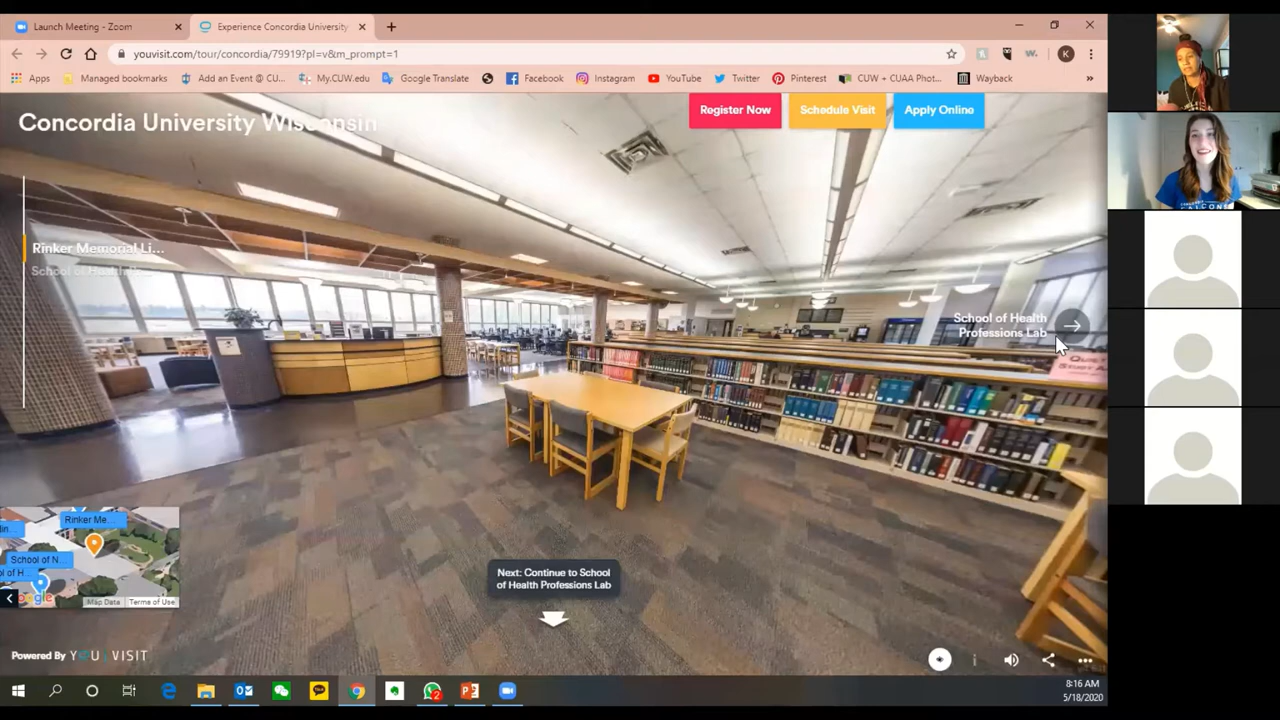 Launch Meeting - Zoom
Experience Concordia University
youvisit.com/tour/concordia/79919?pl=v&m_prompt=1
K
Apps
Managed bookmarks
Add an Event @ CU...
My.CUW.edu
Google Translate
Facebook
Instagram
YouTube
Twitter
Pinterest
CUW + CUAA Phot...
Wayback
Concordia University Wisconsin
Register Now
Schedule Visit
Apply Online
Rinker Memorial Li...
School of Health
School of Health
Professions Lab
Rinker Me...
School of N...
Map Data
Terms of Use
Next: Continue to School
of Health Professions Lab
Powered By YOUVISIT
8:16 AM
5/18/2020